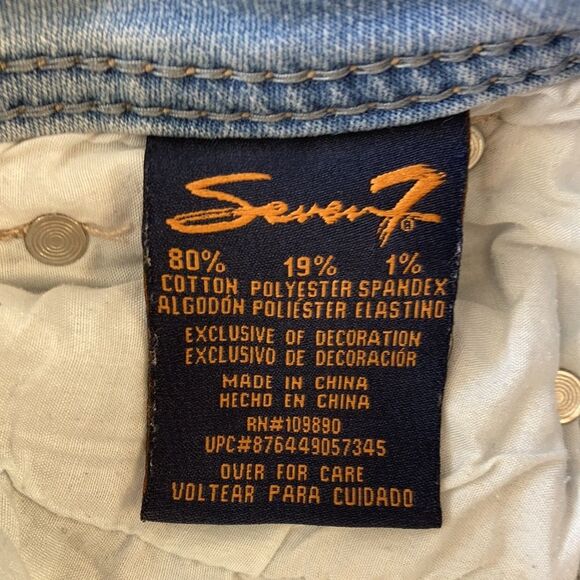 Seven7®
80% 19% 1%
COTTON POLYESTER SPANDEX
ALGODÓN POLIÉSTER ELASTINO
EXCLUSIVE OF DECORATION
EXCLUSIVO DE DECORACIÓR
MADE IN CHINA
HECHO EN CHINA
RN#109890
UPC#876449057345
OVER FOR CARE
VOLTEAR PARA CUIDADO